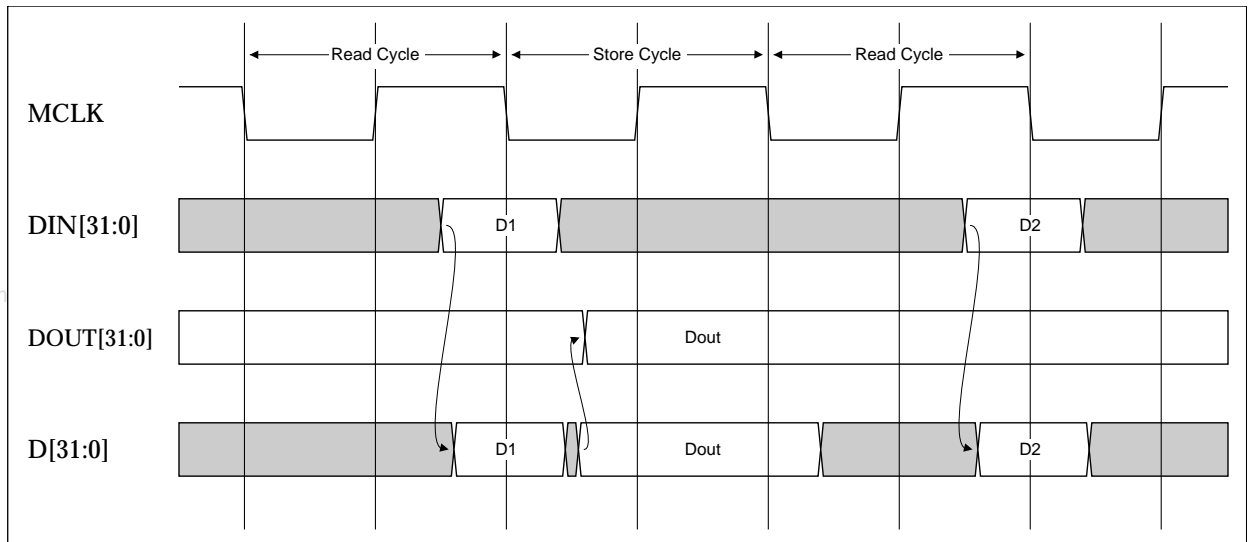 Read Cycle Store Cycle Read Cycle
MCLK
DIN[31:0] D1 D2
DOUT[31:0] Dout
D[31:0] D1 Dout D2